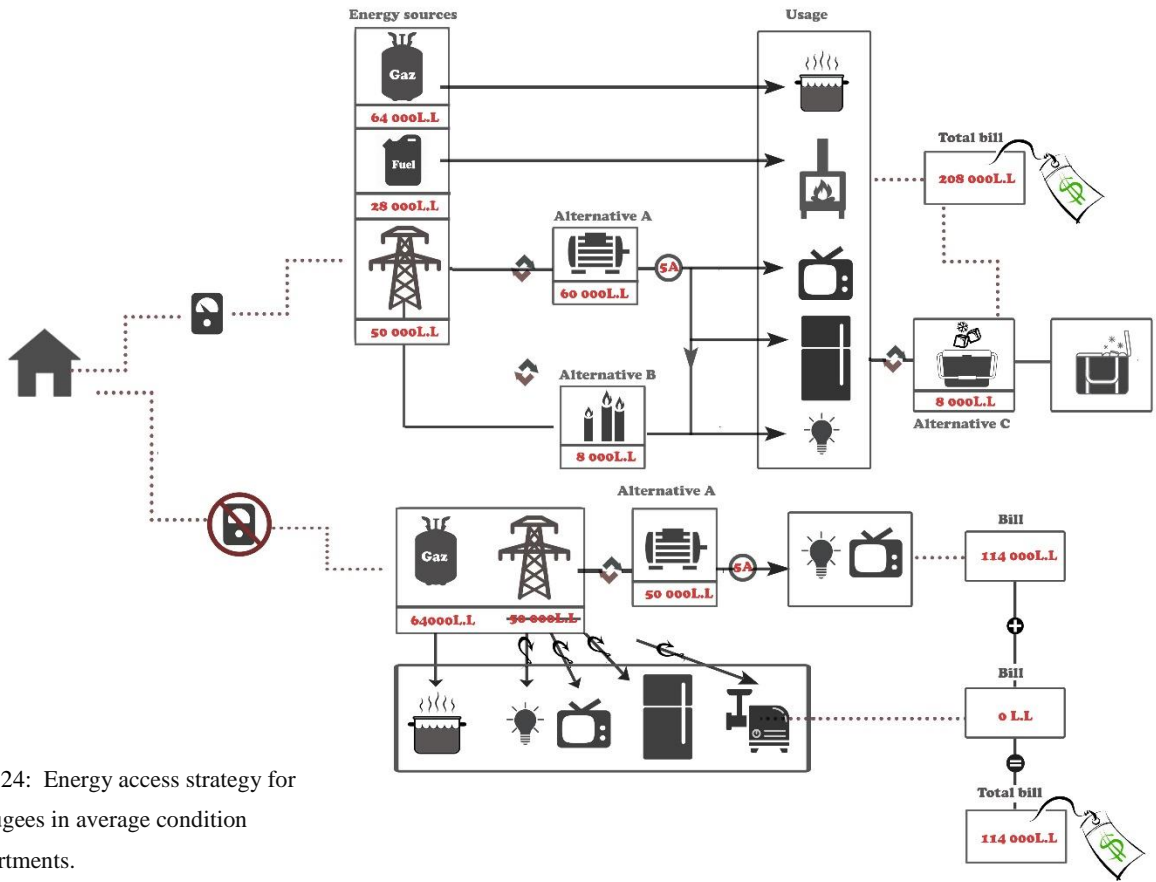 Energy sources
Usage
Gaz
64 000L.L
Fuel
28 000L.L
50 000L.L
Alternative A
60 000L.L
5A
Alternative B
8 000L.L
Total bill
208 000L.L
$
8 000L.L
Alternative C
Gaz
64000L.L
50 000L.L
Alternative A
50 000L.L
5A
Bill
114 000L.L
Bill
0 L.L
Total bill
114 000L.L
$
24: Energy access strategy for
ugees in average condition
rtments.